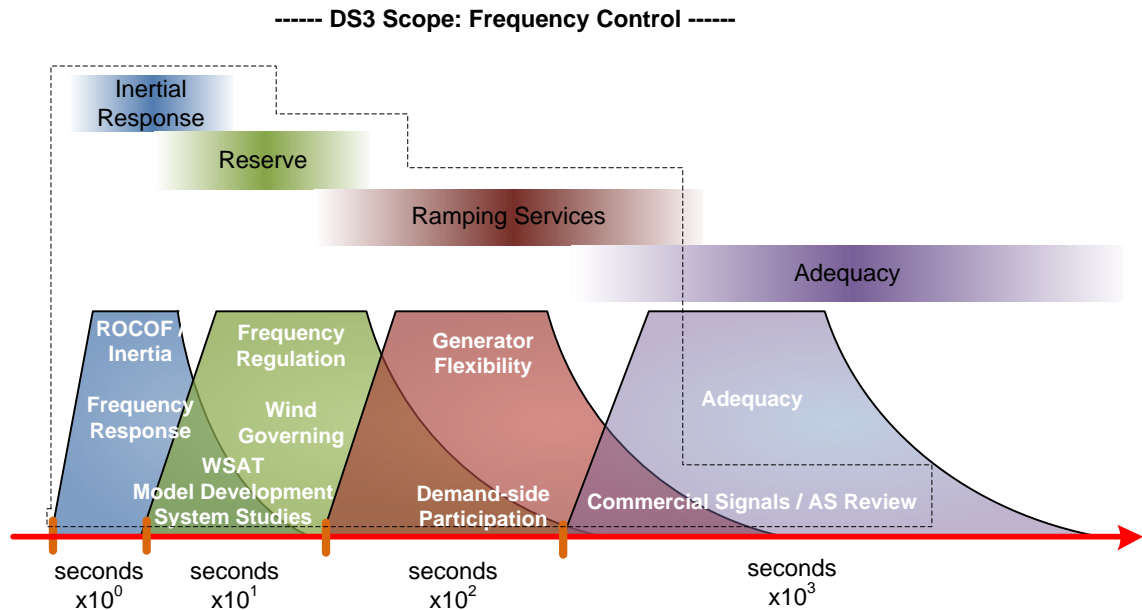 ------ DS3 Scope: Frequency Control ------
Inertial
Response
Reserve
Ramping Services
Adequacy
ROCOF /
Inertia
Frequency
Response
Frequency
Regulation
Wind
Governing
WSAT
Model Development
System Studies
Generator
Flexibility
Demand-side
Participation
Adequacy
Commercial Signals / AS Review
seconds
x10⁰
seconds
x10¹
seconds
x10²
seconds
x10³